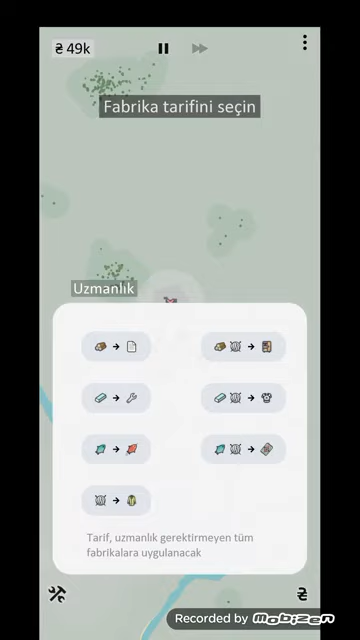 ₴ 49k
Fabrika tarifini seçin
Uzmanlık
Tarif, uzmanlık gerektirmeyen tüm
fabrikalara uygulanacak
₴
Recorded by MOBIZEN